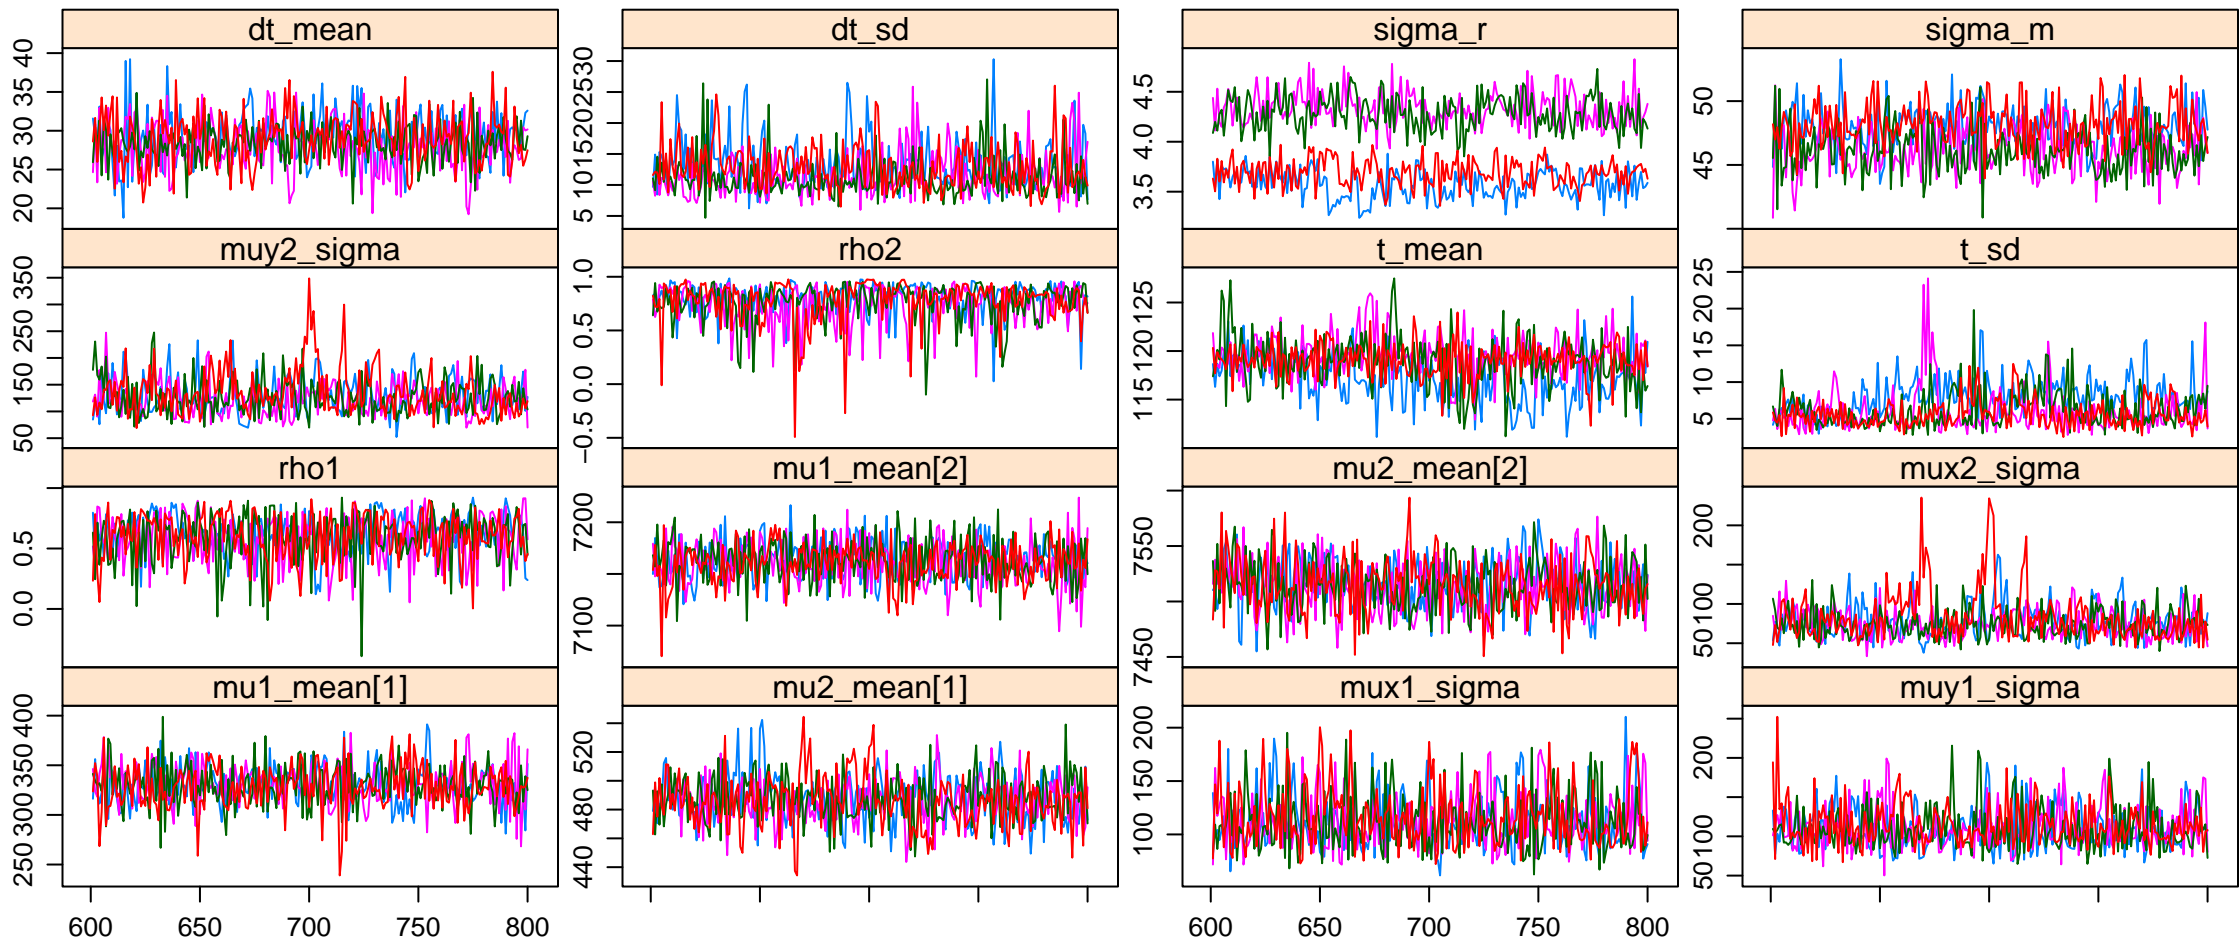 dt_mean dt_sd sigma_r sigma_m
20 25 30 35 40
5 10 15 20 25 30
3.5 4.0 4.5
45 50
muy2_sigma rho2 t_mean t_sd
50 150 250 350
−0.5 0.0 0.5 1.0
115 120 125
5 10 15 20 25
rho1 mu1_mean[2] mu2_mean[2] mux2_sigma
0.0 0.5
7100 7200
7450 7550
50 100 200
mu1_mean[1] mu2_mean[1] mux1_sigma muy1_sigma
250 300 350 400
440 480 520
100 150 200
50 100 200
600 650 700 750 800
600 650 700 750 800